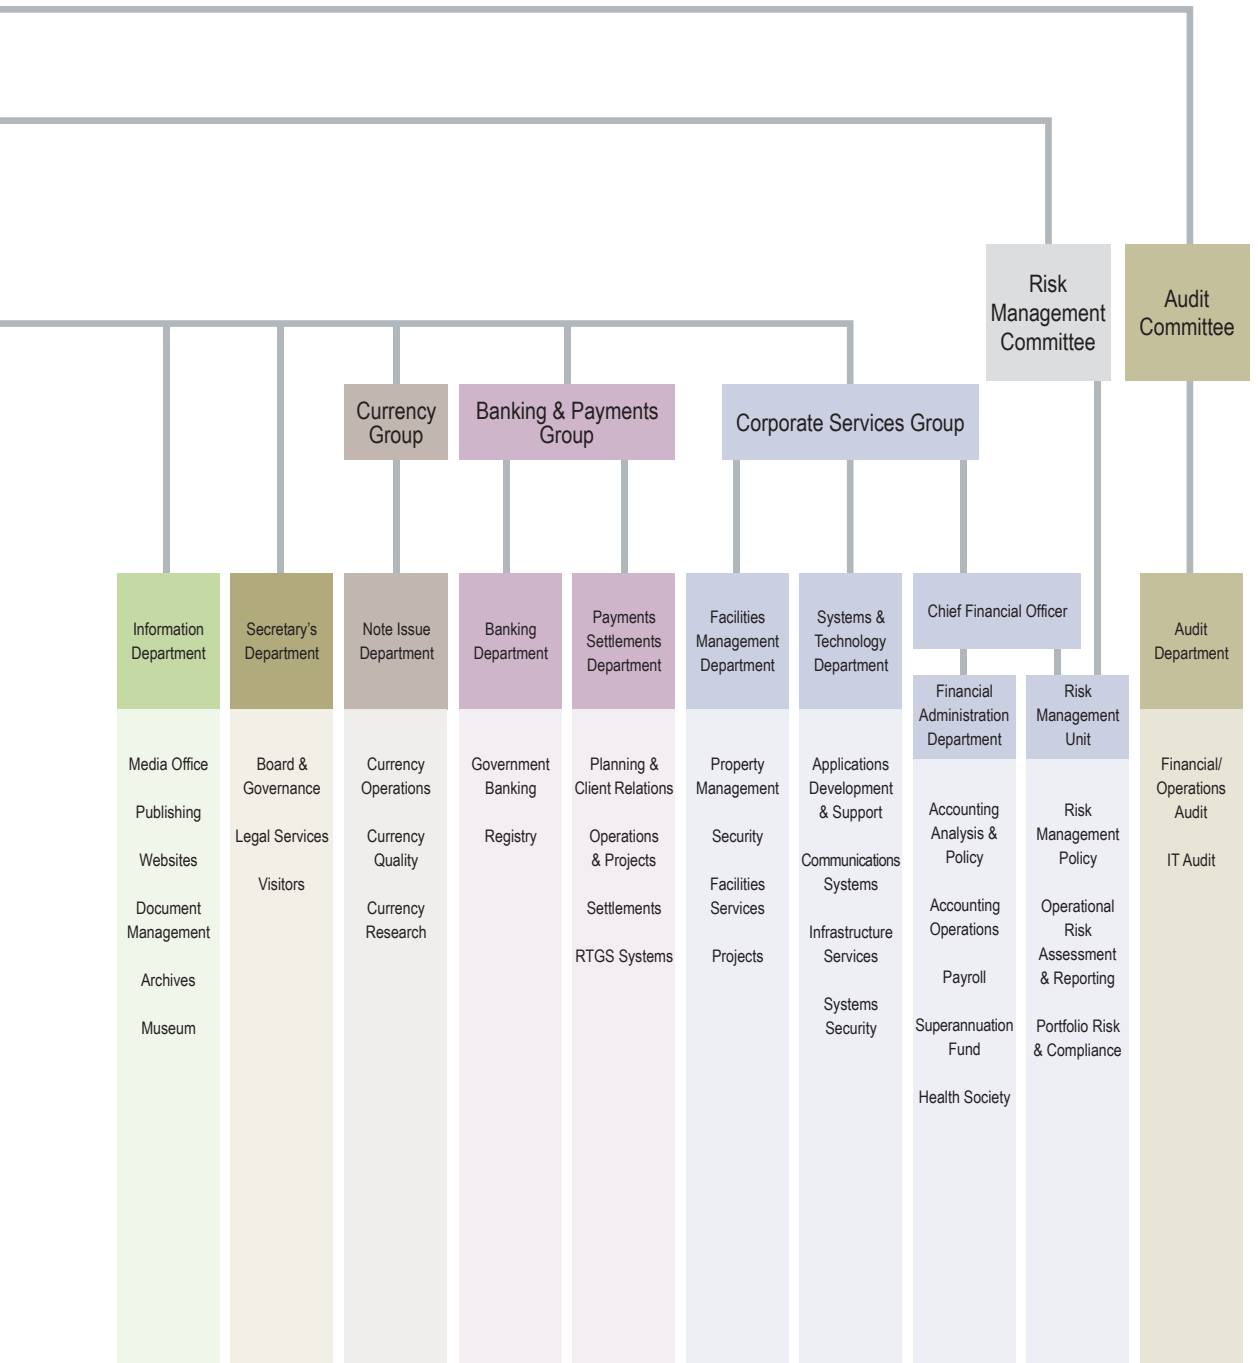 Risk
Management
Committee
Audit
Committee
Currency
Group
Banking & Payments
Group
Corporate Services Group
Information
Department
Secretary's
Department
Note Issue
Department
Banking
Department
Payments
Settlements
Department
Facilities
Management
Department
Systems &
Technology
Department
Chief Financial Officer
Financial
Administration
Department
Risk
Management
Unit
Audit
Department
Media Office
Publishing
Websites
Document
Management
Archives
Museum
Board &
Governance
Legal Services
Visitors
Currency
Operations
Currency
Quality
Currency
Research
Government
Banking
Registry
Planning &
Client Relations
Operations
& Projects
Settlements
RTGS Systems
Property
Management
Security
Facilities
Services
Projects
Applications
Development
& Support
Communications
Systems
Infrastructure
Services
Systems
Security
Accounting
Analysis &
Policy
Accounting
Operations
Payroll
Superannuation
Fund
Health Society
Risk
Management
Policy
Operational
Risk
Assessment
& Reporting
Portfolio Risk
& Compliance
Financial/
Operations
Audit
IT Audit